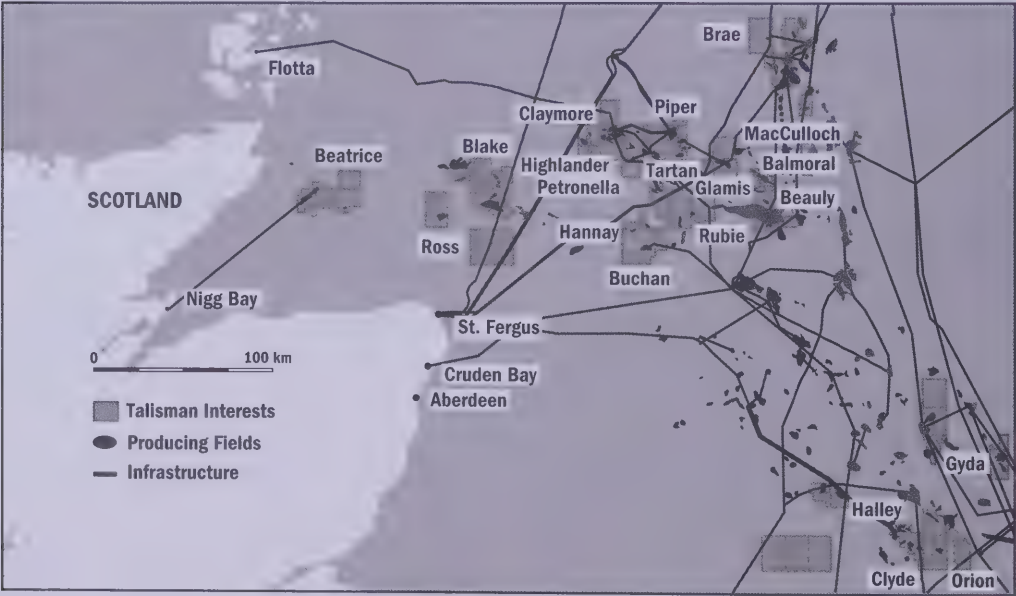 Brae
Flotta
Claymore
Piper
MacCulloch
Beatrice
Blake
Highlander
Balmoral
Petronella
Tartan
Glamis
SCOTLAND
Beauly
Ross
Hannay
Rubie
Buchan
Nigg Bay
St. Fergus
0 100 km
Cruden Bay
Aberdeen
Talisman Interests
Producing Fields
Infrastructure
Gyda
Halley
Clyde
Orion